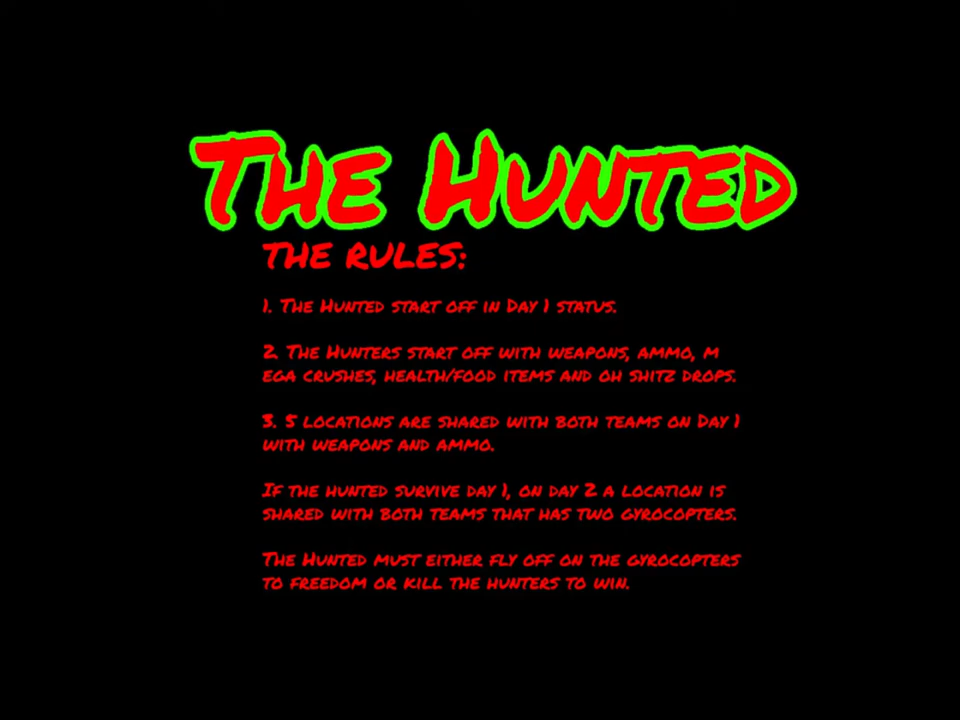 The Hunted
The Rules:
1. The Hunted start off in Day 1 status.
2. The Hunters start off with weapons, ammo, M
ega crushes, health/food items and oh shitz drops.
3. 5 locations are shared with both teams on Day 1
with weapons and ammo.
If the hunted survive day 1, on day 2 a location is
shared with both teams that has two gyrocopters.
The Hunted must either fly off on the gyrocopters
to freedom or kill the hunters to win.